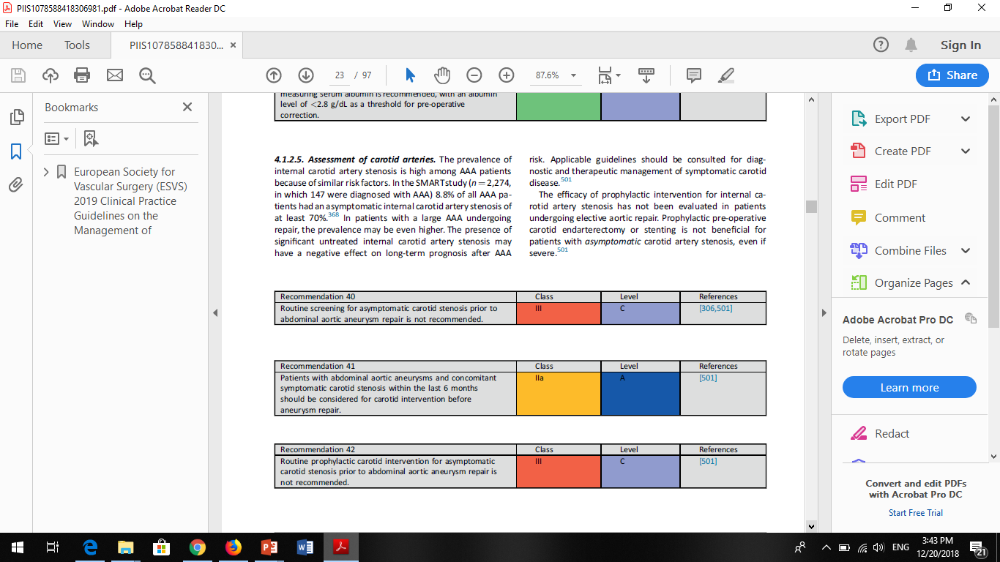 PIIS1078588418306981.pdf - Adobe Acrobat Reader DC
File Edit View Window Help
Home Tools PIIS107858841830... ×
Sign In
23 / 97
87.6%
Share
Bookmarks
European Society for
Vascular Surgery (ESVS)
2019 Clinical Practice
Guidelines on the
Management of
measuring serum albumin is recommended, with an albumin
level of <2.8 g/dL as a threshold for pre-operative
correction.
4.1.2.5. Assessment of carotid arteries. The prevalence of
internal carotid artery stenosis is high among AAA patients
because of similar risk factors. In the SMART study (n = 2,274,
in which 147 were diagnosed with AAA) 8.8% of all AAA pa-
tients had an asymptomatic internal carotid artery stenosis of
at least 70%.368 In patients with a large AAA undergoing
repair, the prevalence may be even higher. The presence of
significant untreated internal carotid artery stenosis may
have a negative effect on long-term prognosis after AAA
risk. Applicable guidelines should be consulted for diag-
nostic and therapeutic management of symptomatic carotid
disease.501
The efficacy of prophylactic intervention for internal ca-
rotid artery stenosis has not been evaluated in patients
undergoing elective aortic repair. Prophylactic pre-operative
carotid endarterectomy or stenting is not beneficial for
patients with asymptomatic carotid artery stenosis, even if
severe.501
Recommendation 40 Class Level References
Routine screening for asymptomatic carotid stenosis prior to III C [306,501]
abdominal aortic aneurysm repair is not recommended.
Recommendation 41 Class Level References
Patients with abdominal aortic aneurysms and concomitant IIa A [501]
symptomatic carotid stenosis within the last 6 months
should be considered for carotid intervention before
aneurysm repair.
Recommendation 42 Class Level References
Routine prophylactic carotid intervention for asymptomatic III C [501]
carotid stenosis prior to abdominal aortic aneurysm repair is
not recommended.
Export PDF
Create PDF
Edit PDF
Comment
Combine Files
Organize Pages
Adobe Acrobat Pro DC
Delete, insert, extract, or
rotate pages
Learn more
Redact
Convert and edit PDFs
with Acrobat Pro DC
Start Free Trial
ENG
3:43 PM
12/20/2018
21